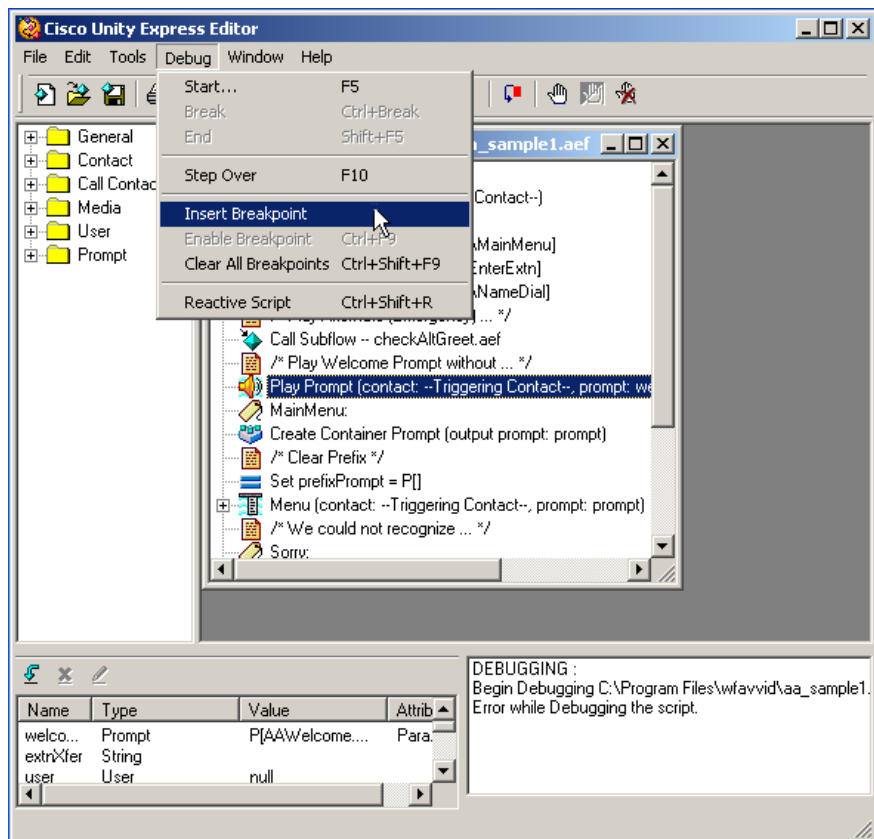 Cisco Unity Express Editor
File Edit Tools Debug Window Help
Start... F5
Break Ctrl+Break
End Shift+F5
Step Over F10
Insert Breakpoint
Enable Breakpoint Ctrl+F9
Clear All Breakpoints Ctrl+Shift+F9
Reactive Script Ctrl+Shift+R
General
Contact
Call Contac
Media
User
Prompt
_sample1.aef
Contact--)
MainMenu]
EnterExtn]
NameDial]
... */
Call Subflow -- checkAltGreet.aef
/* Play Welcome Prompt without ... */
Play Prompt (contact: --Triggering Contact--, prompt: we
MainMenu:
Create Container Prompt (output prompt: prompt)
/* Clear Prefix */
Set prefixPrompt = P[]
Menu (contact: --Triggering Contact--, prompt: prompt)
/* We could not recognize ... */
Sorry:
Name Type Value Attrib
welco... Prompt P[AAWelcome.... Para
extnXfer String
user User null
DEBUGGING :
Begin Debugging C:\Program Files\wfavvid\aa_sample1.
Error while Debugging the script.